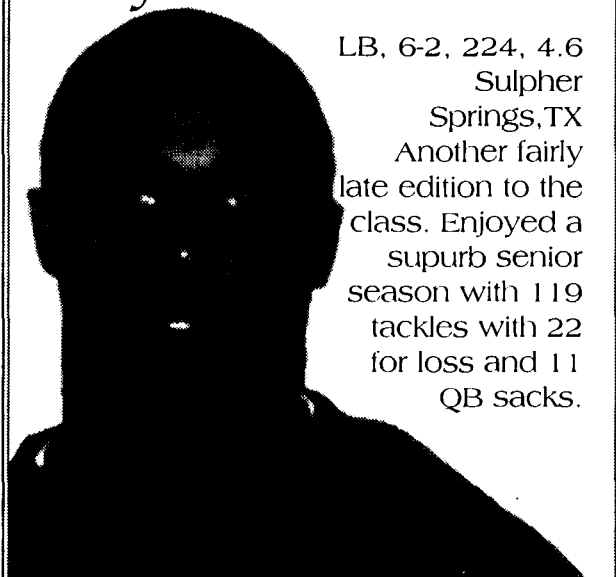 LB, 6-2, 224, 4.6
Sulpher
Springs,TX
Another fairly
late edition to the
class. Enjoyed a
supurb senior
season with 119
tackles with 22
for loss and 11
QB sacks.